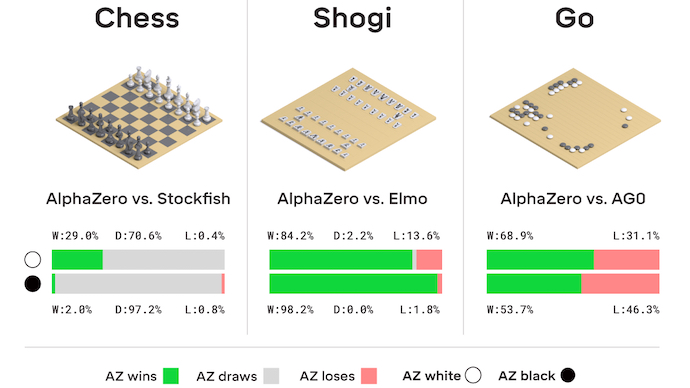 Chess
Shogi
Go
AlphaZero vs. Stockfish
AlphaZero vs. Elmo
AlphaZero vs. AG0
W:29.0% D:70.6% L:0.4%
W:84.2% D:2.2% L:13.6%
W:68.9% L:31.1%
W:2.0% D:97.2% L:0.8%
W:98.2% D:0.0% L:1.8%
W:53.7% L:46.3%
AZ wins
AZ draws
AZ loses
AZ white
AZ black